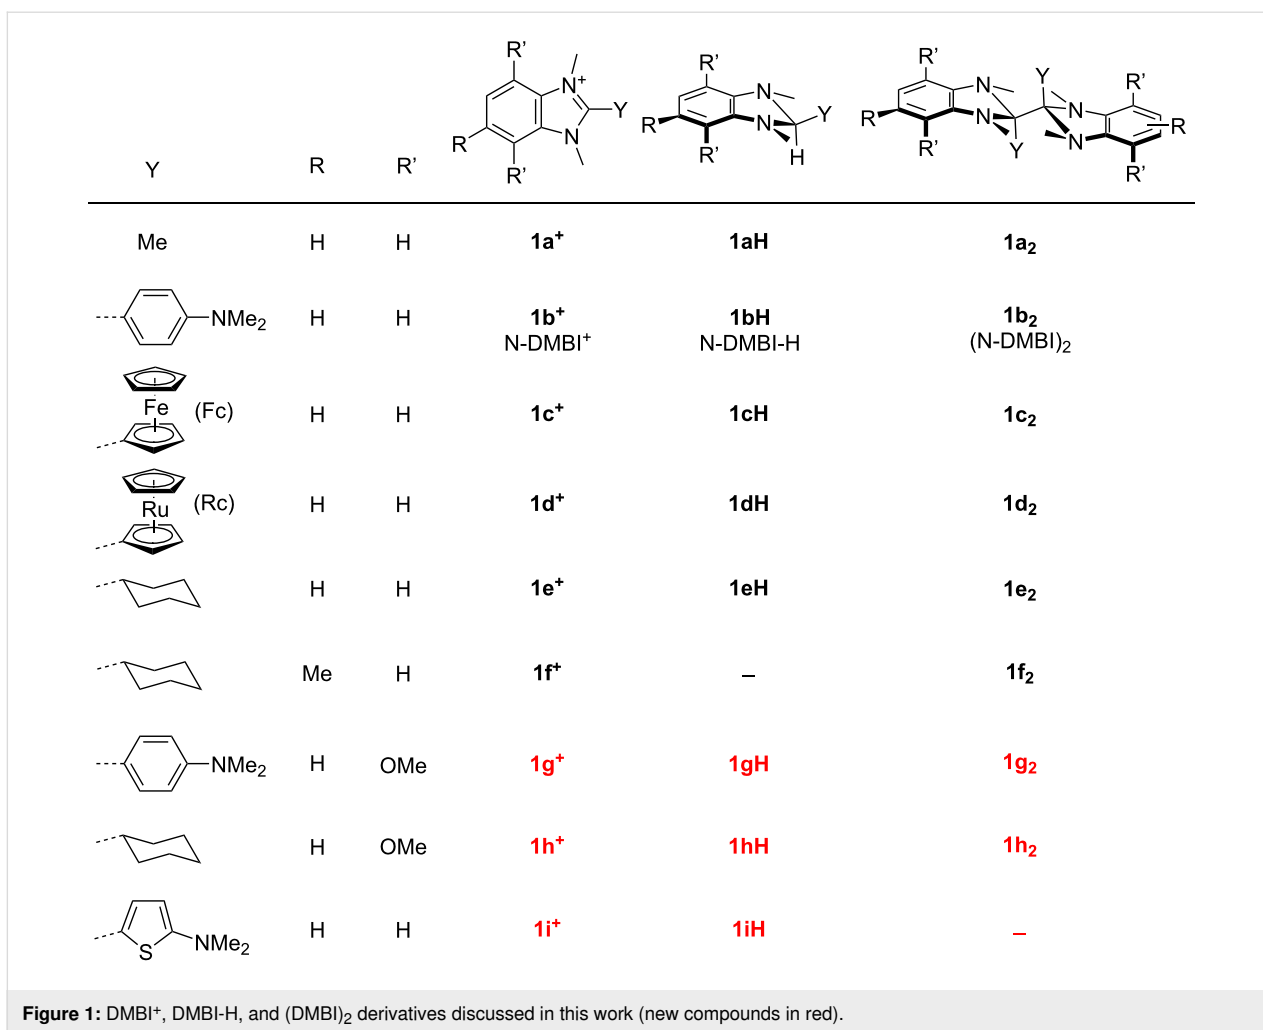 R' R' R' Y R'
N⁺ N N N
Y Y R
R N R N R N N
R' R' H R' Y R'
Y R R'
Me H H 1a⁺ 1aH 1a₂
NMe₂ H H 1b⁺ 1bH 1b₂
N-DMBI⁺ N-DMBI-H (N-DMBI)₂
Fe (Fc) H H 1c⁺ 1cH 1c₂
Ru (Rc) H H 1d⁺ 1dH 1d₂
H H 1e⁺ 1eH 1e₂
Me H 1f⁺ – 1f₂
NMe₂ H OMe 1g⁺ 1gH 1g₂
H OMe 1h⁺ 1hH 1h₂
S NMe₂ H H 1i⁺ 1iH –
Figure 1: DMBI⁺, DMBI-H, and (DMBI)₂ derivatives discussed in this work (new compounds in red).